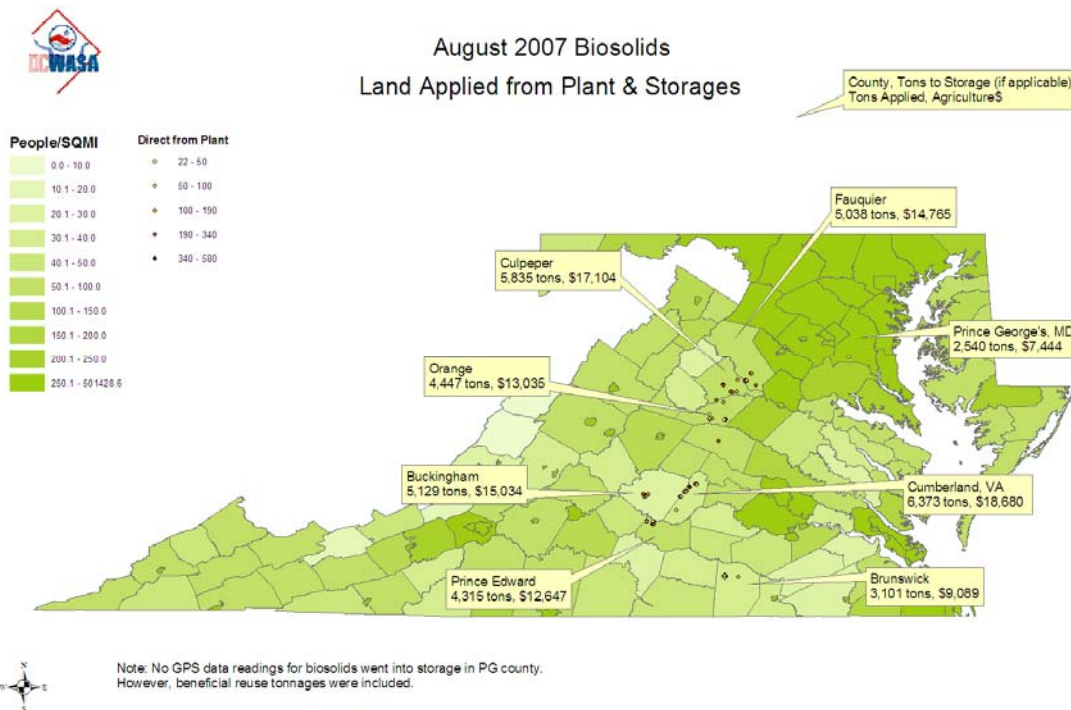 DCWASA
August 2007 Biosolids
Land Applied from Plant & Storages
County, Tons to Storage (if applicable)
Tons Applied, Agriculture$
People/SQMI
0.0 - 10.0
10.1 - 20.0
20.1 - 30.0
30.1 - 40.0
40.1 - 50.0
50.1 - 100.0
100.1 - 150.0
150.1 - 200.0
200.1 - 250.0
250.1 - 501428.6
Direct from Plant
22 - 50
50 - 100
100 - 190
190 - 340
340 - 580
Fauquier
5,038 tons, $14,765
Culpeper
5,835 tons, $17,104
Prince George's, MD
2,540 tons, $7,444
Orange
4,447 tons, $13,035
Buckingham
5,129 tons, $15,034
Cumberland, VA
6,373 tons, $18,680
Prince Edward
4,315 tons, $12,647
Brunswick
3,101 tons, $9,089
N
W
E
S
Note: No GPS data readings for biosolids went into storage in PG county.
However, beneficial reuse tonnages were included.